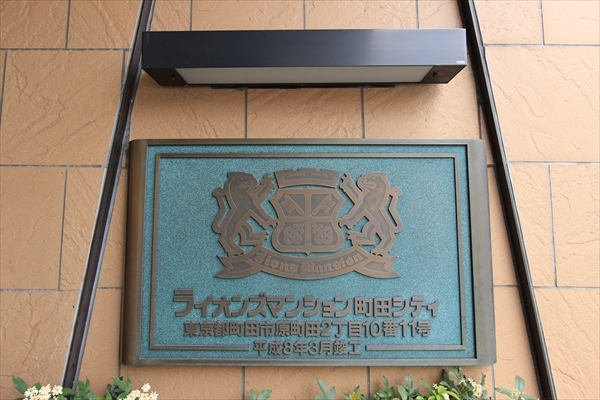 Lions Mansion
ライオンズマンション町田シティ
東京都町田市原町田2丁目10番11号
平成8年3月竣工